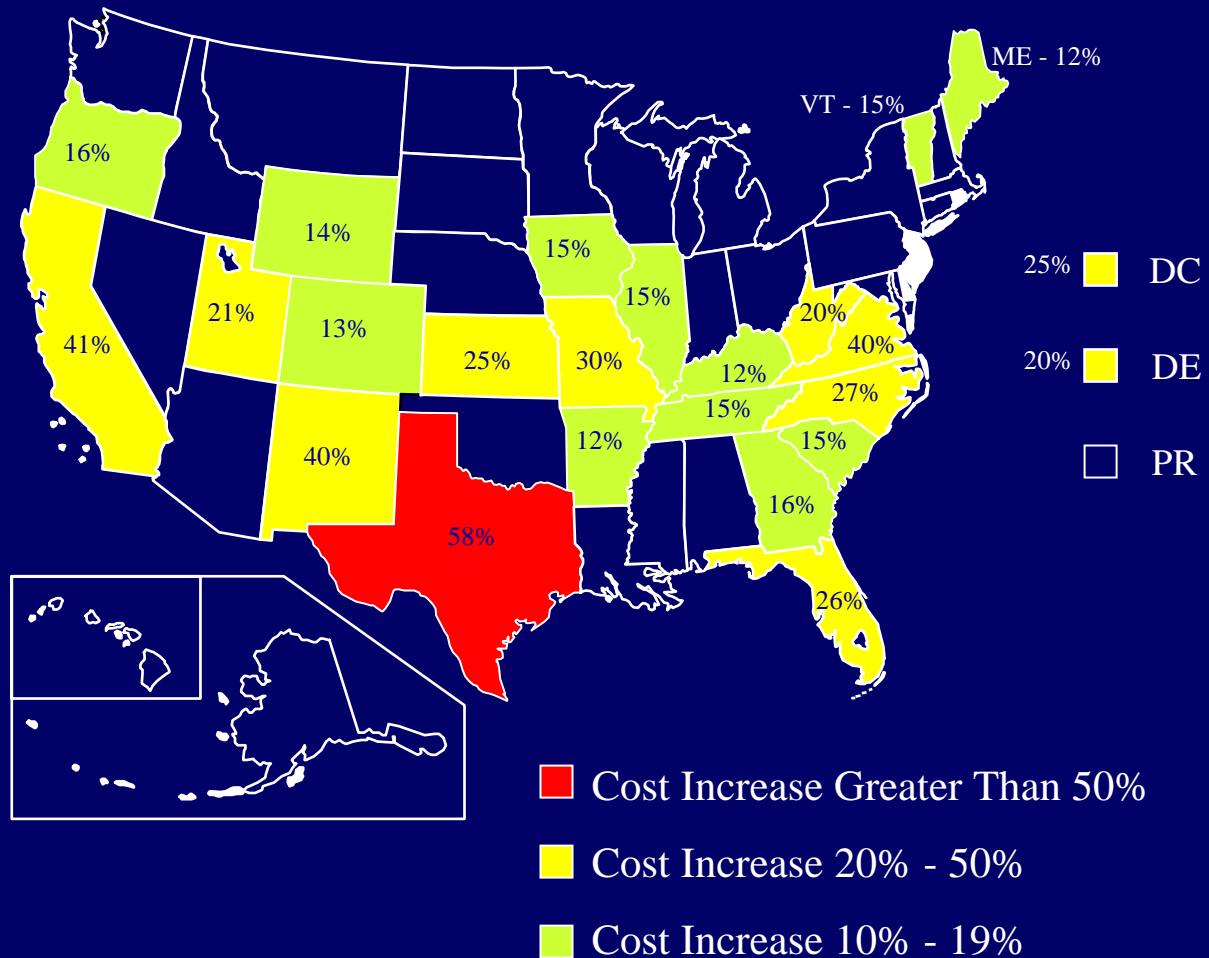 ME - 12%
VT - 15%
16%
14%
15%
25% DC
15%
21%
20%
13%
41%
40%
25%
30%
20% DE
12%
27%
15%
12%
15%
40%
PR
16%
58%
26%
Cost Increase Greater Than 50%
Cost Increase 20% - 50%
Cost Increase 10% - 19%